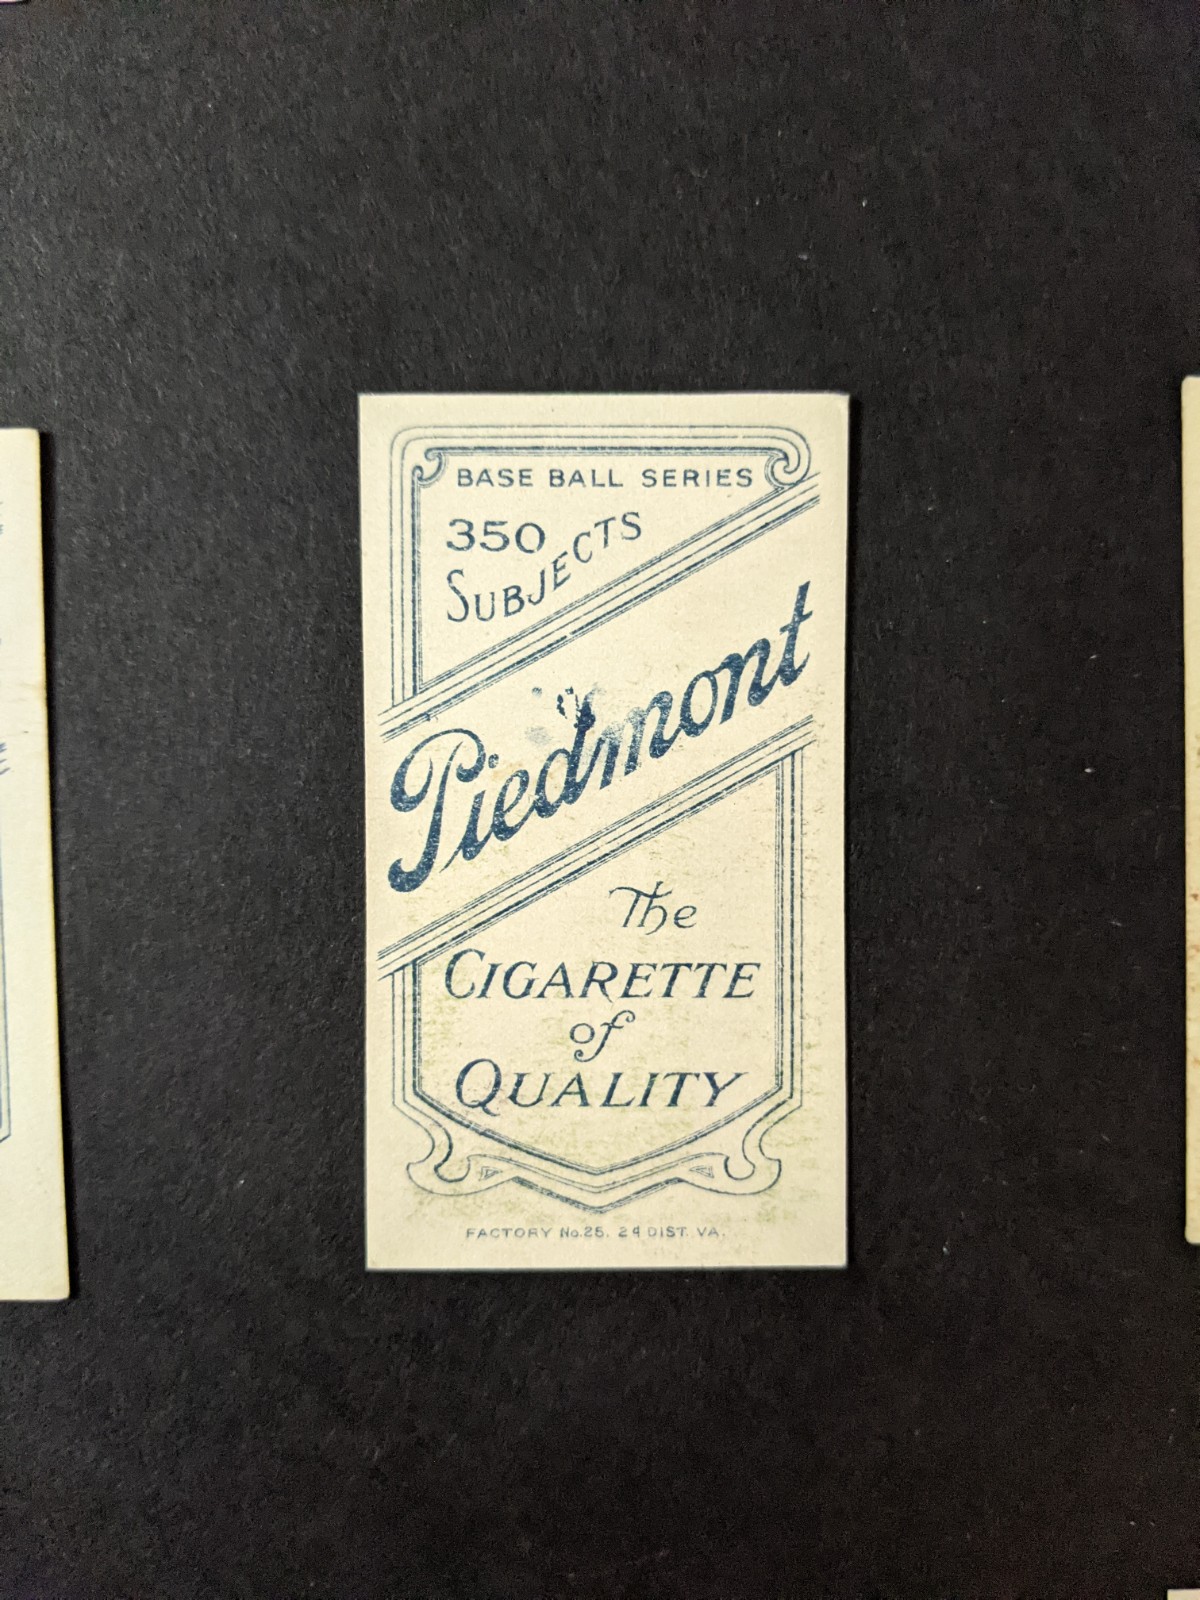 BASE BALL SERIES
350
SUBJECTS
Piedmont
The
CIGARETTE
of
QUALITY
FACTORY No. 25. 2d DIST. VA.